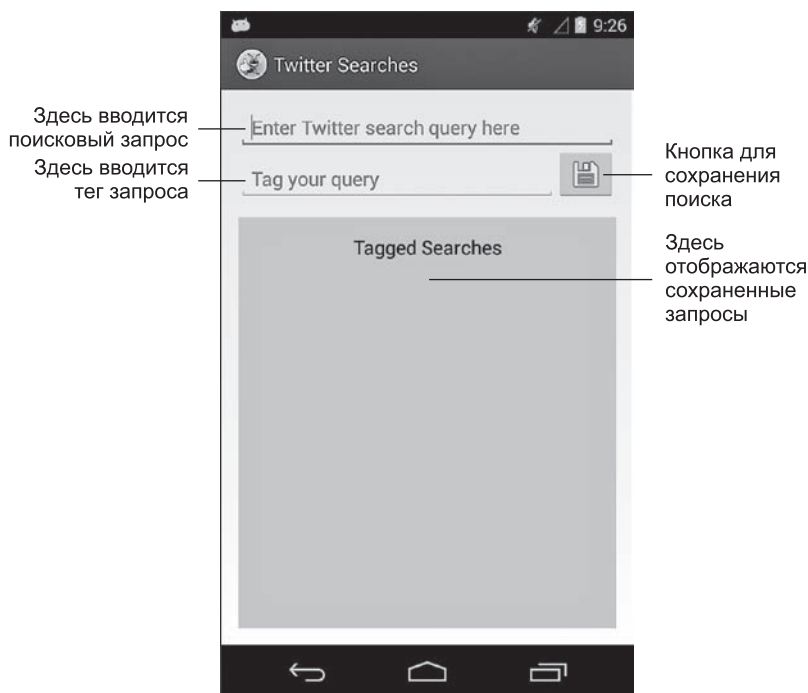 9:26
Twitter Searches
Здесь вводится
поисковый запрос
Enter Twitter search query here
Здесь вводится
тег запроса
Tag your query
Кнопка для
сохранения
поиска
Tagged Searches
Здесь
отображаются
сохраненные
запросы